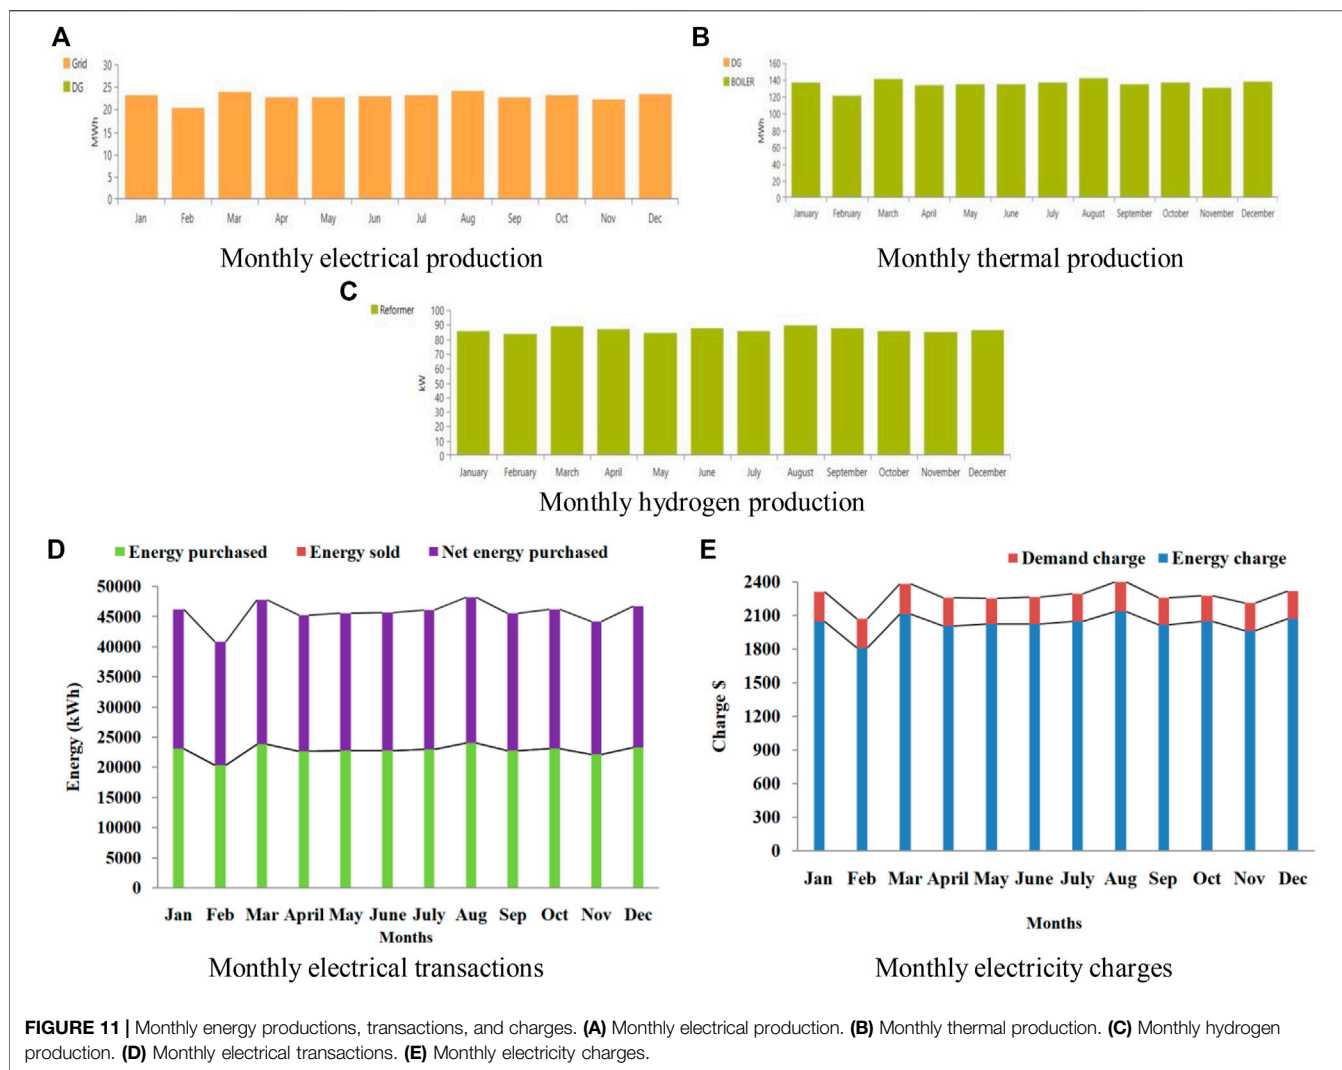 A
Grid
DG
30
25
20
15
10
5
0
MWh
Jan Feb Mar Apr May Jun Jul Aug Sep Oct Nov Dec
Monthly electrical production
B
DG
BOILER
160
140
120
100
80
60
40
20
0
MWh
January February March April May June July August September October November December
Monthly thermal production
C
Reformer
100
90
80
70
60
50
40
30
20
10
0
kW
January February March April May June July August September October November December
Monthly hydrogen production
D
Energy purchased Energy sold Net energy purchased
50000
45000
40000
35000
30000
25000
20000
15000
10000
5000
0
Energy (kWh)
Jan Feb Mar April May June July Aug Sep Oct Nov Dec
Months
Monthly electrical transactions
E
Demand charge Energy charge
2400
2100
1800
1500
1200
900
600
300
0
Charge $
Jan Feb Mar April May June July Aug Sep Oct Nov Dec
Months
Monthly electricity charges
FIGURE 11 | Monthly energy productions, transactions, and charges. (A) Monthly electrical production. (B) Monthly thermal production. (C) Monthly hydrogen
production. (D) Monthly electrical transactions. (E) Monthly electricity charges.